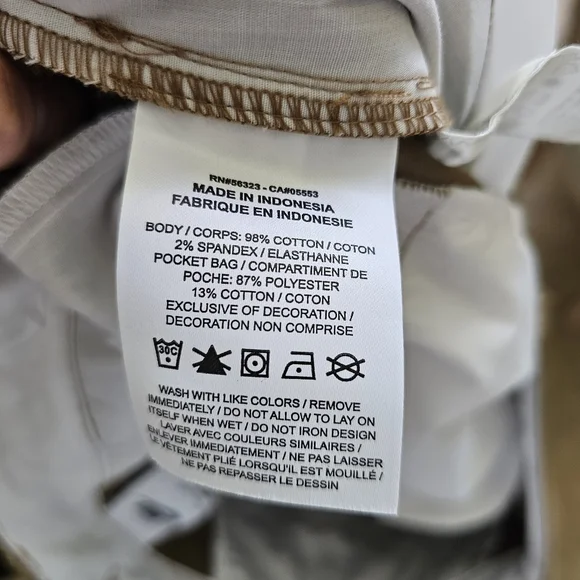 RN#56323 - CA#05553
MADE IN INDONESIA
FABRIQUE EN INDONESIE
BODY / CORPS: 98% COTTON / COTON
2% SPANDEX / ELASTHANNE
POCKET BAG / COMPARTIMENT DE
POCHE: 87% POLYESTER
13% COTTON / COTON
EXCLUSIVE OF DECORATION /
DECORATION NON COMPRISE
30C
WASH WITH LIKE COLORS / REMOVE
IMMEDIATELY / DO NOT ALLOW TO LAY ON
ITSELF WHEN WET / DO NOT IRON DESIGN
LAVER AVEC COULEURS SIMILAIRES /
ENLEVER IMMEDIATEMENT / NE PAS LAISSER
LE VÊTEMENT PLIÉ LORSQU'IL EST MOUILLÉ /
NE PAS REPASSER LE DESSIN